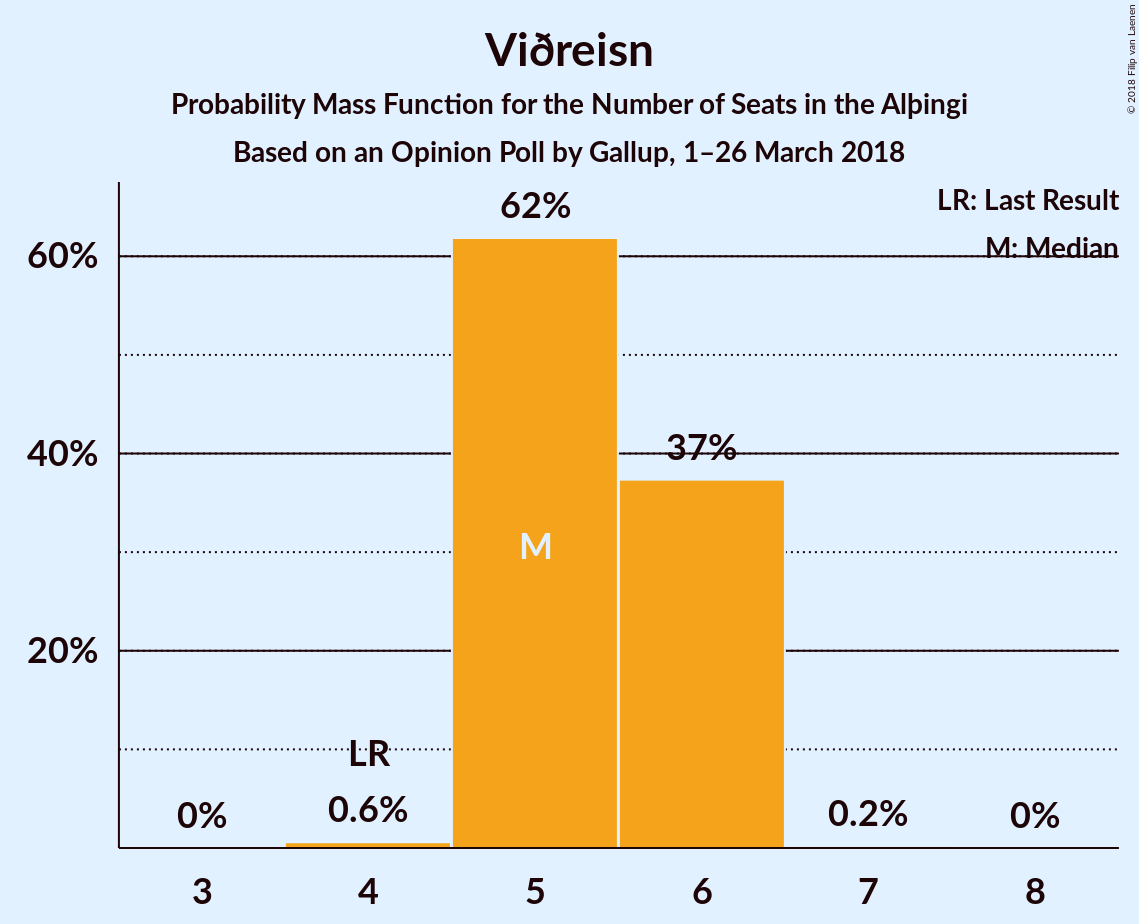 Viðreisn
Probability Mass Function for the Number of Seats in the Alþingi
Based on an Opinion Poll by Gallup, 1–26 March 2018
© 2018 Filip van Laenen
LR: Last Result
M: Median
62%
60%
37%
40%
M
20%
LR
0%
0.6%
0.2%
0%
3 4 5 6 7 8